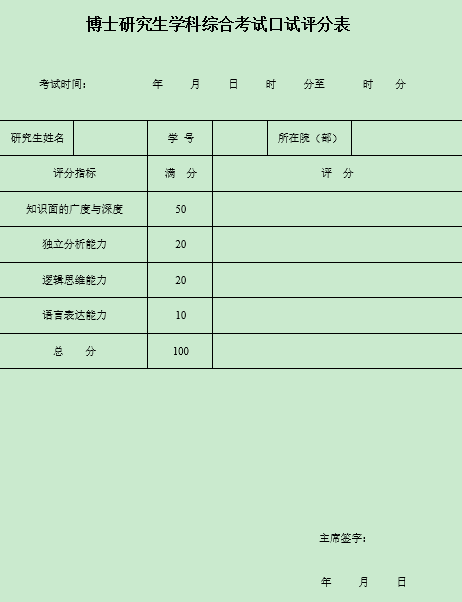 博士研究生学科综合考试口试评分表
考试时间： 年 月 日 时 分至 时 分
研究生姓名 学 号 所在院（部）
评分指标 满 分 评 分
知识面的广度与深度 50
独立分析能力 20
逻辑思维能力 20
语言表达能力 10
总 分 100
主席签字：
年 月 日